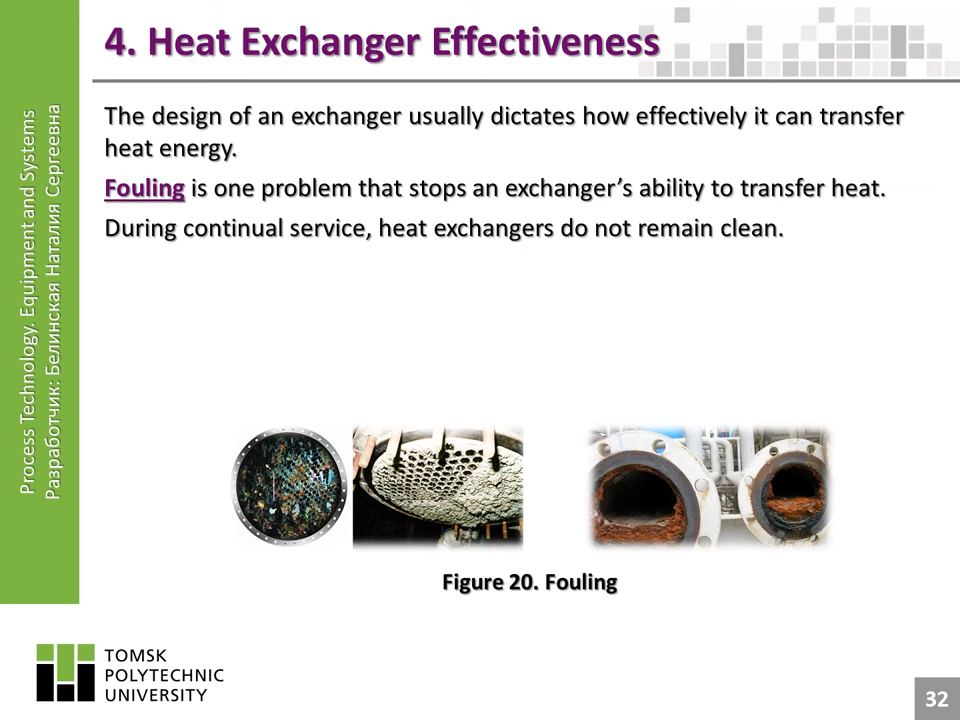 4. Heat Exchanger Effectiveness
The design of an exchanger usually dictates how effectively it can transfer
heat energy.
Fouling is one problem that stops an exchanger’s ability to transfer heat.
During continual service, heat exchangers do not remain clean.
Process Technology. Equipment and Systems
Разработчик: Белинская Наталия Сергеевна
Figure 20. Fouling
TOMSK
POLYTECHNIC
UNIVERSITY
32